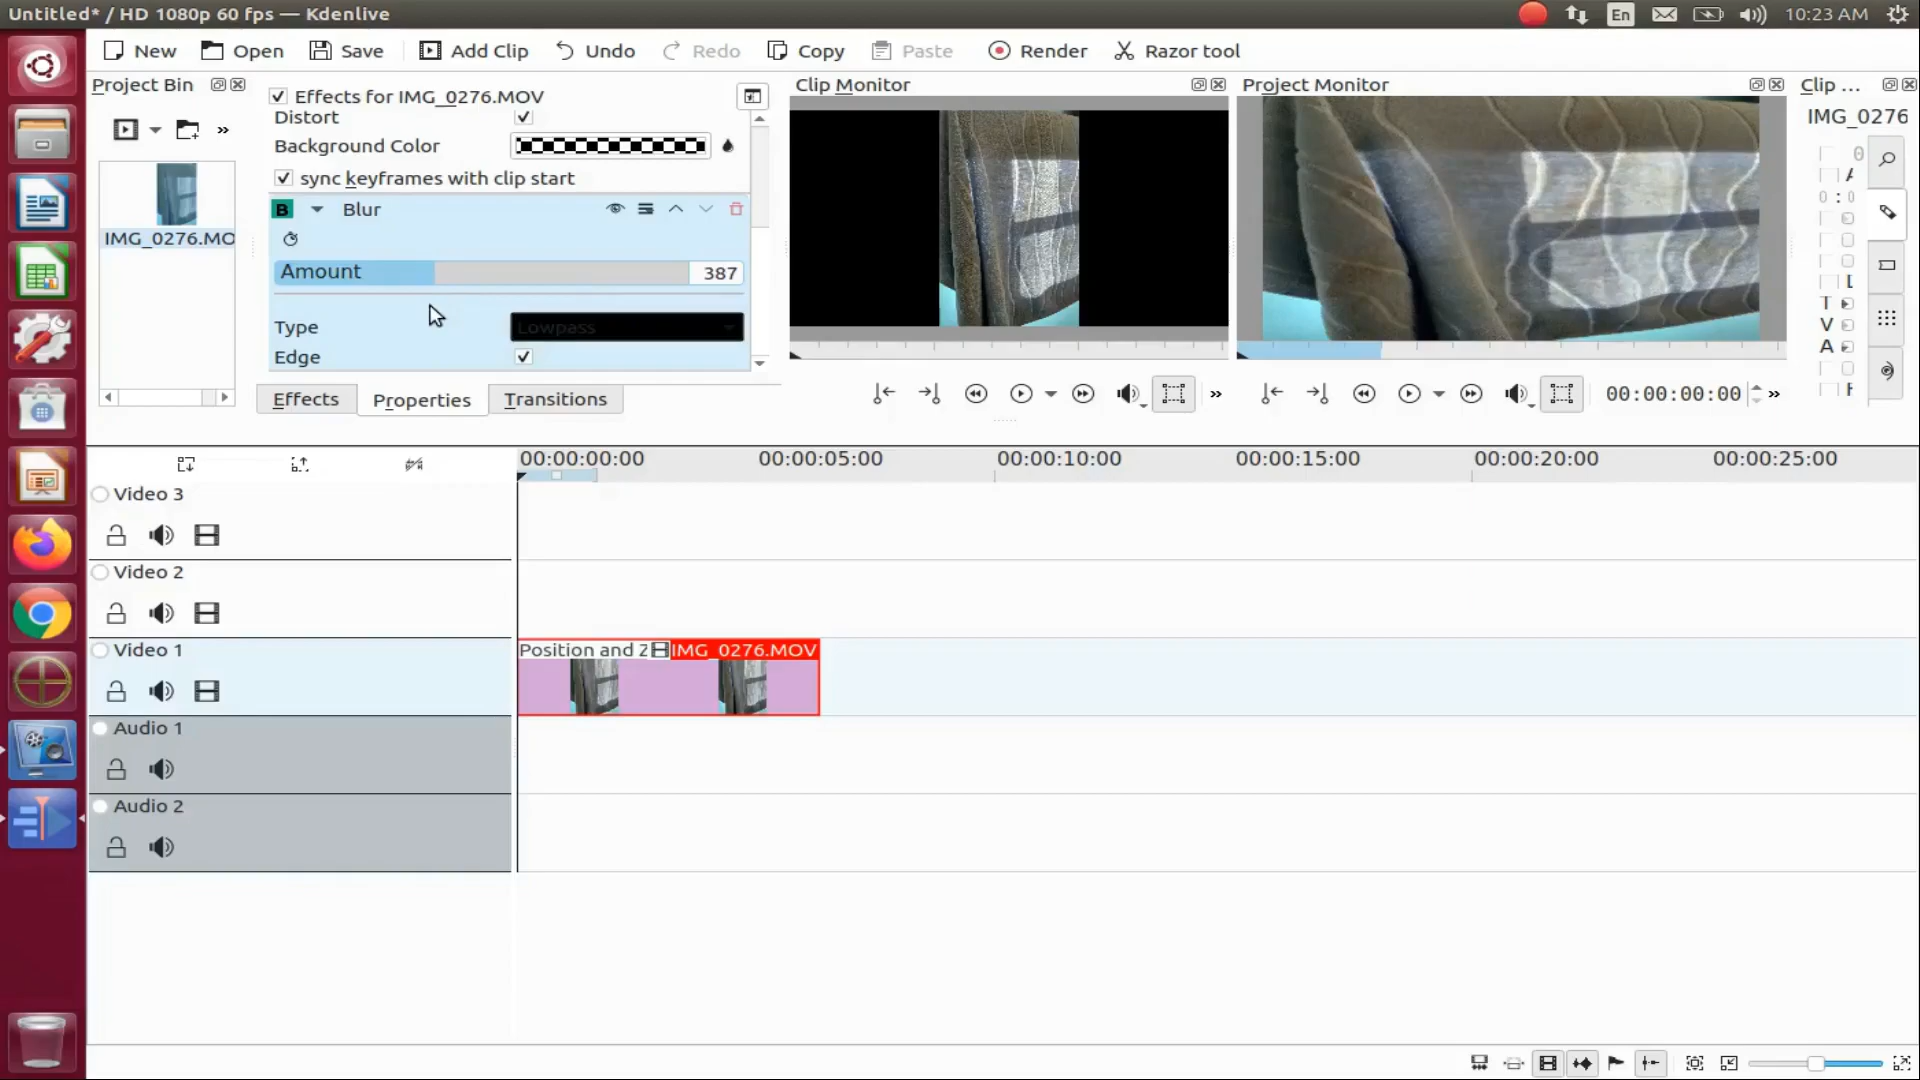 Untitled* / HD 1080p 60 fps — Kdenlive
En
10:23 AM
New
Open
Save
Add Clip
Undo
Redo
Copy
Paste
Render
Razor tool
Project Bin
Effects for IMG_0276.MOV
Clip Monitor
Project Monitor
Clip ...
Distort
IMG_0276
Background Color
sync keyframes with clip start
B
Blur
IMG_0276.MO
Amount
387
Type
Lowpass
Edge
Effects
Properties
Transitions
00:00:00:00
T
V
A
00:00:00:00
00:00:05:00
00:00:10:00
00:00:15:00
00:00:20:00
00:00:25:00
Video 3
Video 2
Video 1
Position and Z
IMG_0276.MOV
Audio 1
Audio 2